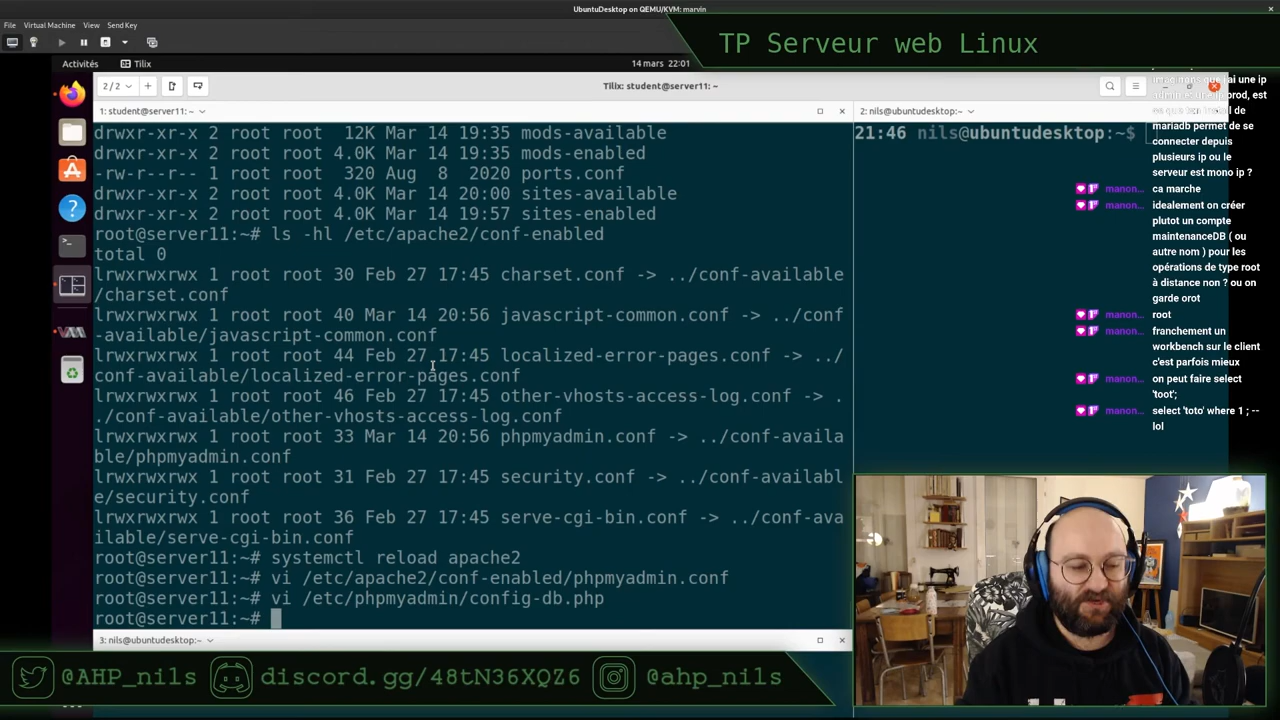 UbuntuDesktop on QEMU/KVM: marvin
File Virtual Machine View Send Key
TP Serveur web Linux
Activités
Tilix
14 mars 22:01
2/2
Tilix: student@server11: ~
1: student@server11: ~
2: nils@ubuntudesktop:~
drwxr-xr-x 2 root root 12K Mar 14 19:35 mods-available
drwxr-xr-x 2 root root 4.0K Mar 14 19:35 mods-enabled
-rw-r--r-- 1 root root 320 Aug 8 2020 ports.conf
drwxr-xr-x 2 root root 4.0K Mar 14 20:00 sites-available
drwxr-xr-x 2 root root 4.0K Mar 14 19:57 sites-enabled
root@server11:~# ls -hl /etc/apache2/conf-enabled
total 0
lrwxrwxrwx 1 root root 30 Feb 27 17:45 charset.conf -> ../conf-available
/charset.conf
lrwxrwxrwx 1 root root 40 Mar 14 20:56 javascript-common.conf -> ../conf
-available/javascript-common.conf
lrwxrwxrwx 1 root root 44 Feb 27 17:45 localized-error-pages.conf -> ../
conf-available/localized-error-pages.conf
lrwxrwxrwx 1 root root 46 Feb 27 17:45 other-vhosts-access-log.conf -> .
./conf-available/other-vhosts-access-log.conf
lrwxrwxrwx 1 root root 33 Mar 14 20:56 phpmyadmin.conf -> ../conf-availa
ble/phpmyadmin.conf
lrwxrwxrwx 1 root root 31 Feb 27 17:45 security.conf -> ../conf-availabl
e/security.conf
lrwxrwxrwx 1 root root 36 Feb 27 17:45 serve-cgi-bin.conf -> ../conf-ava
ilable/serve-cgi-bin.conf
root@server11:~# systemctl reload apache2
root@server11:~# vi /etc/apache2/conf-enabled/phpmyadmin.conf
root@server11:~# vi /etc/phpmyadmin/config-db.php
root@server11:~#
21:46 nils@ubuntudesktop:~$
imaginons que j'ai une ip
prod, est
de
mariadb permet de se
connecter depuis
plusieurs ip ou le
serveur est mono ip ?
manon... ca marche
manon... idealement on créer
plutot un compte
maintenanceDB ( ou
autre nom ) pour les
opérations de type root
à distance non ? ou on
garde orot
manon... root
manon... franchement un
workbench sur le client
c'est parfois mieux
manon... on peut faire select
'toot';
manon... select 'toto' where 1 ; --
lol
3: nils@ubuntudesktop:~
@AHP_nils
discord.gg/48tN36XQZ6
@ahp_nils